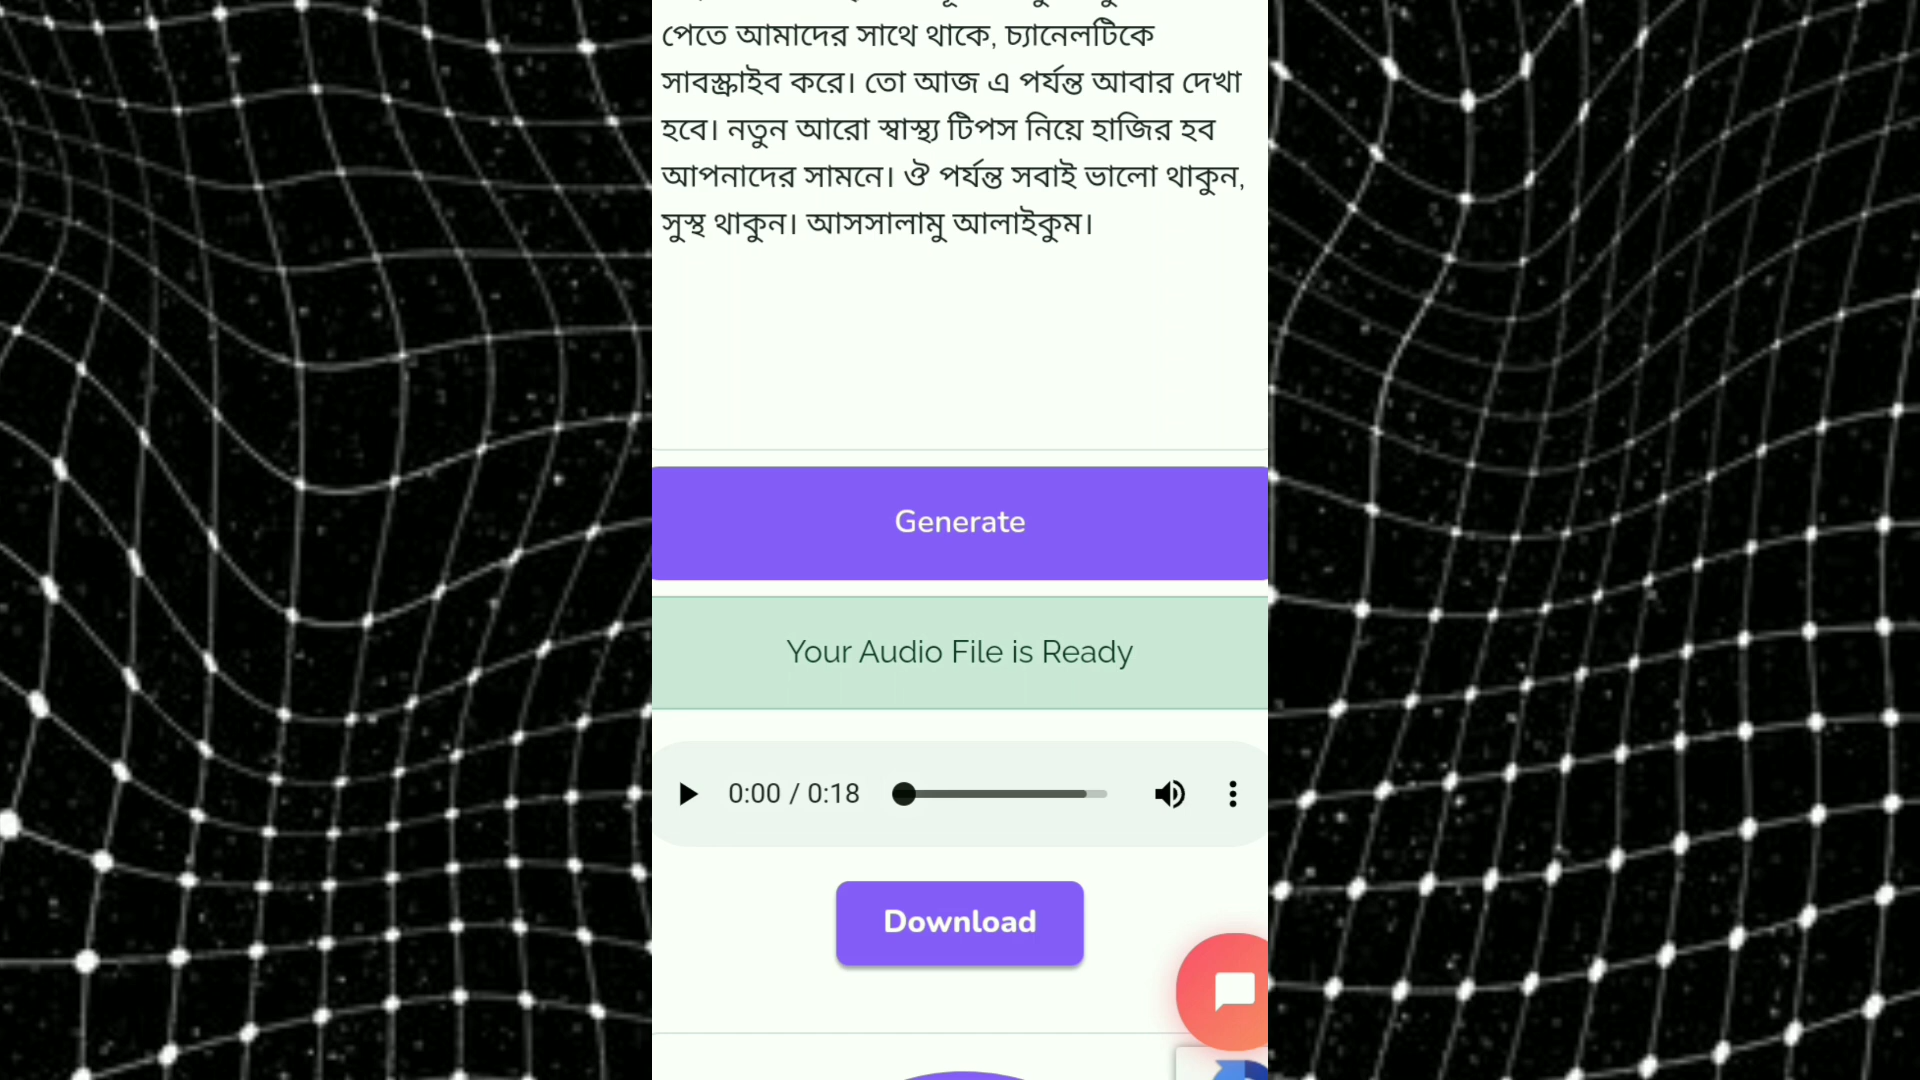 পেতে আমাদের সাথে থাকে, চ্যানেলটিকে
সাবস্ক্রাইব করে। তো আজ এ পর্যন্ত আবার দেখা
হবে। নতুন আরো স্বাস্থ্য টিপস নিয়ে হাজির হব
আপনাদের সামনে। ঔ পর্যন্ত সবাই ভালো থাকুন,
সুস্থ থাকুন। আসসালামু আলাইকুম।
Generate
Your Audio File is Ready
0:00 / 0:18
Download